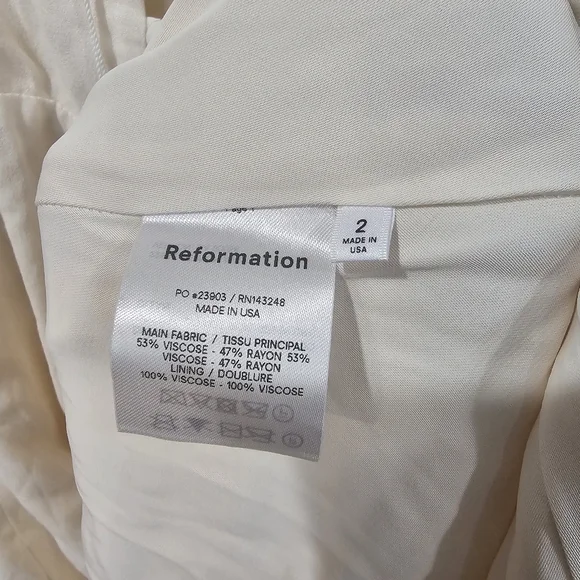 Reformation
PO #23903 / RN143248
MADE IN USA
MAIN FABRIC / TISSU PRINCIPAL
53% VISCOSE - 47% RAYON 53%
VISCOSE - 47% RAYON
LINING / DOUBLURE
100% VISCOSE - 100% VISCOSE
2
MADE IN
USA